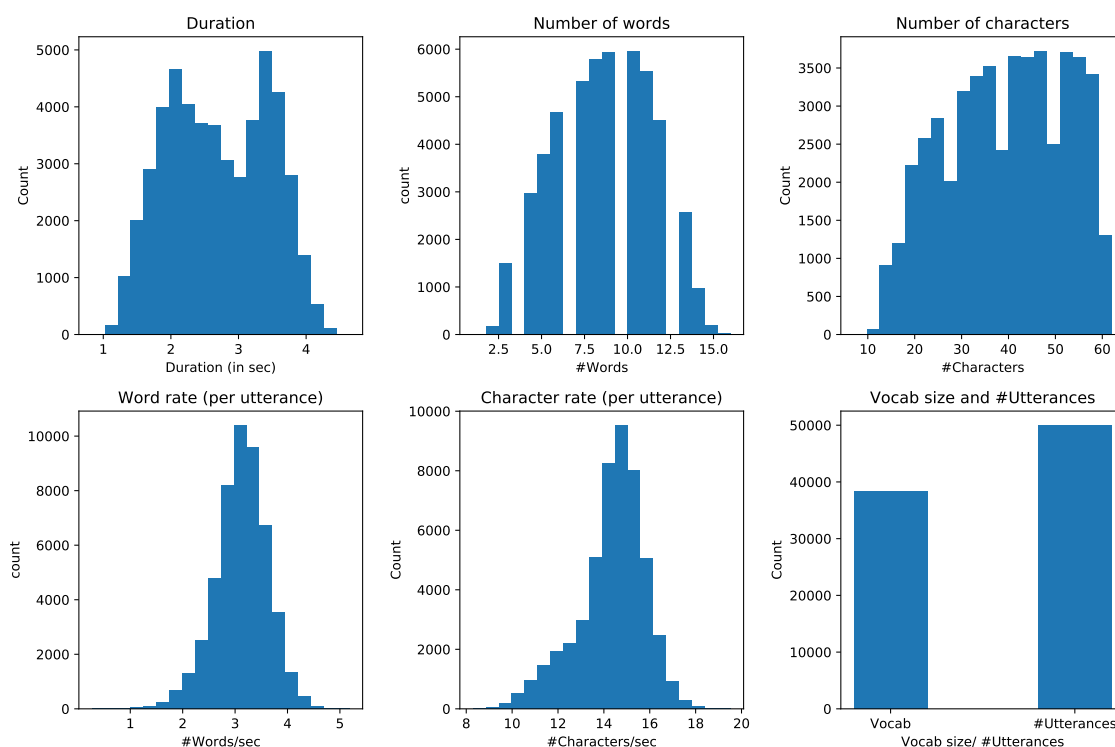 Duration
5000
4000
3000
2000
1000
0
Count
1 2 3 4
Duration (in sec)
Number of words
6000
5000
4000
3000
2000
1000
0
count
2.5 5.0 7.5 10.0 12.5 15.0
#Words
Number of characters
3500
3000
2500
2000
1500
1000
500
0
Count
10 20 30 40 50 60
#Characters
Word rate (per utterance)
10000
8000
6000
4000
2000
0
count
1 2 3 4 5
#Words/sec
Character rate (per utterance)
10000
8000
6000
4000
2000
0
Count
8 10 12 14 16 18 20
#Characters/sec
Vocab size and #Utterances
50000
40000
30000
20000
10000
0
Count
Vocab #Utterances
Vocab size/ #Utterances